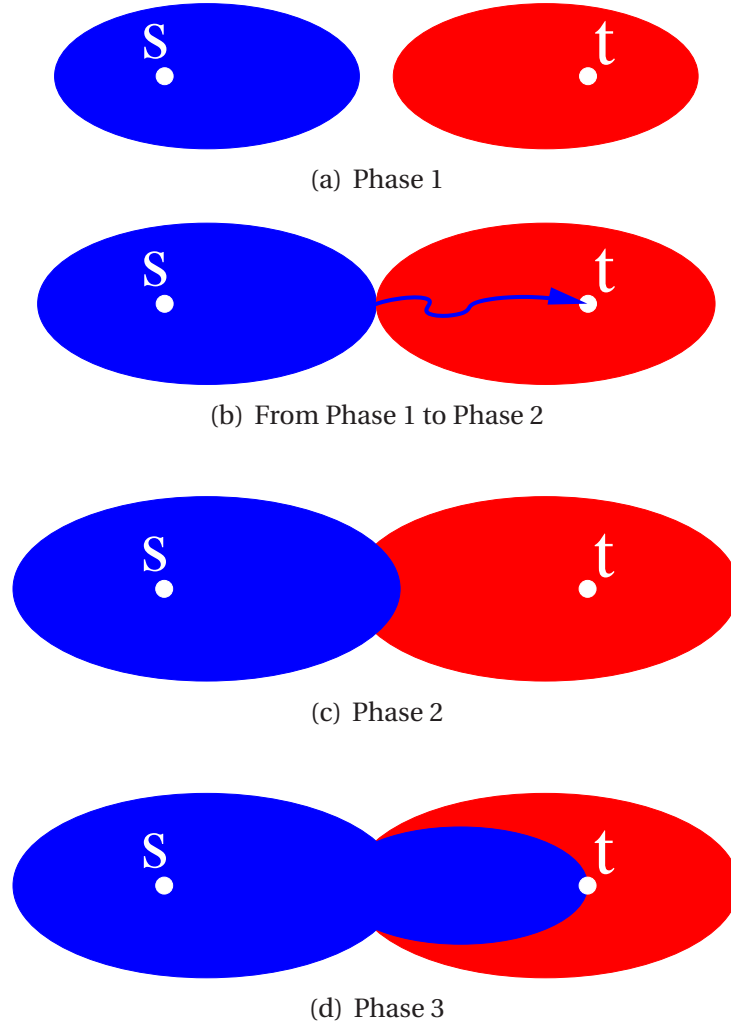 s t
(a) Phase 1
s t
(b) From Phase 1 to Phase 2
s t
(c) Phase 2
s t
(d) Phase 3